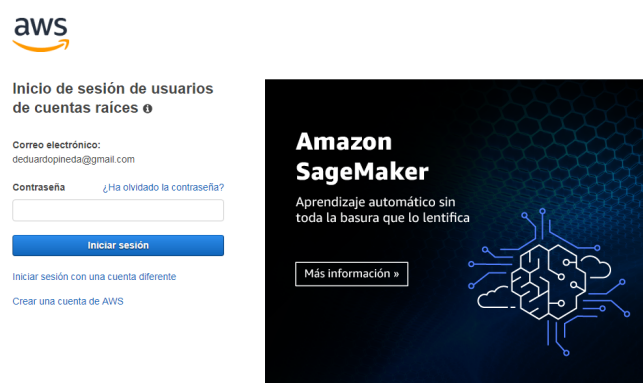 aws
Inicio de sesión de usuarios
de cuentas raíces
Correo electrónico:
deduardopineda@gmail.com
Contraseña ¿Ha olvidado la contraseña?
Iniciar sesión
Iniciar sesión con una cuenta diferente
Crear una cuenta de AWS
Amazon
SageMaker
Aprendizaje automático sin
toda la basura que lo lentifica
Más información »